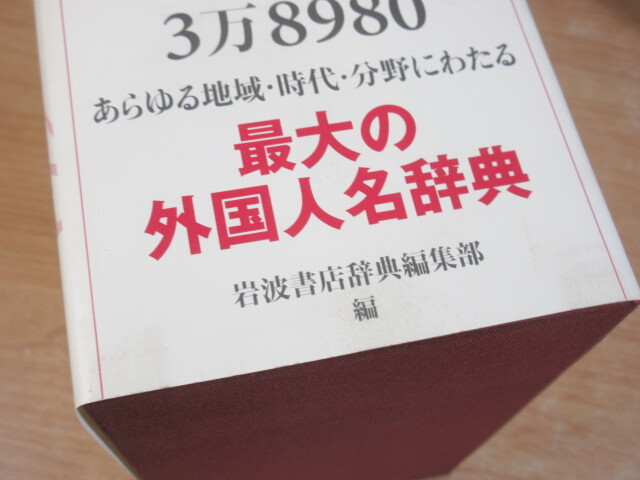 3万8980
あらゆる地域・時代・分野にわたる
最大の
外国人名辞典
岩波書店辞典編集部
編